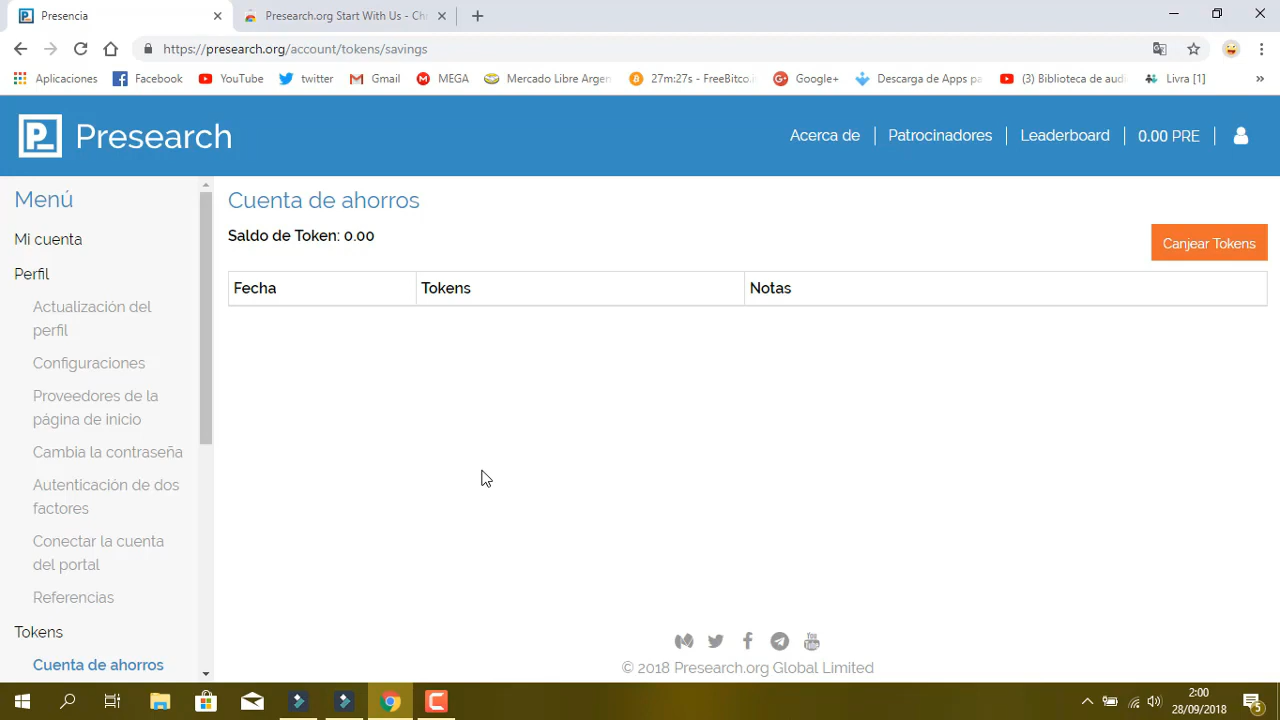 Presencia
Presearch.org Start With Us - Chr
https://presearch.org/account/tokens/savings
Aplicaciones
Facebook
YouTube
twitter
Gmail
MEGA
Mercado Libre Argen
27m:27s - FreeBitco.i
Google+
Descarga de Apps pa
(3) Biblioteca de audi
Livra [1]
»
Presearch
Acerca de
Patrocinadores
Leaderboard
0.00 PRE
Menú
Mi cuenta
Perfil
Actualización del
perfil
Configuraciones
Proveedores de la
página de inicio
Cambia la contraseña
Autenticación de dos
factores
Conectar la cuenta
del portal
Referencias
Tokens
Cuenta de ahorros
Cuenta de ahorros
Saldo de Token: 0.00
Canjear Tokens
Fecha
Tokens
Notas
You
Tube
© 2018 Presearch.org Global Limited
2:00
28/09/2018
5